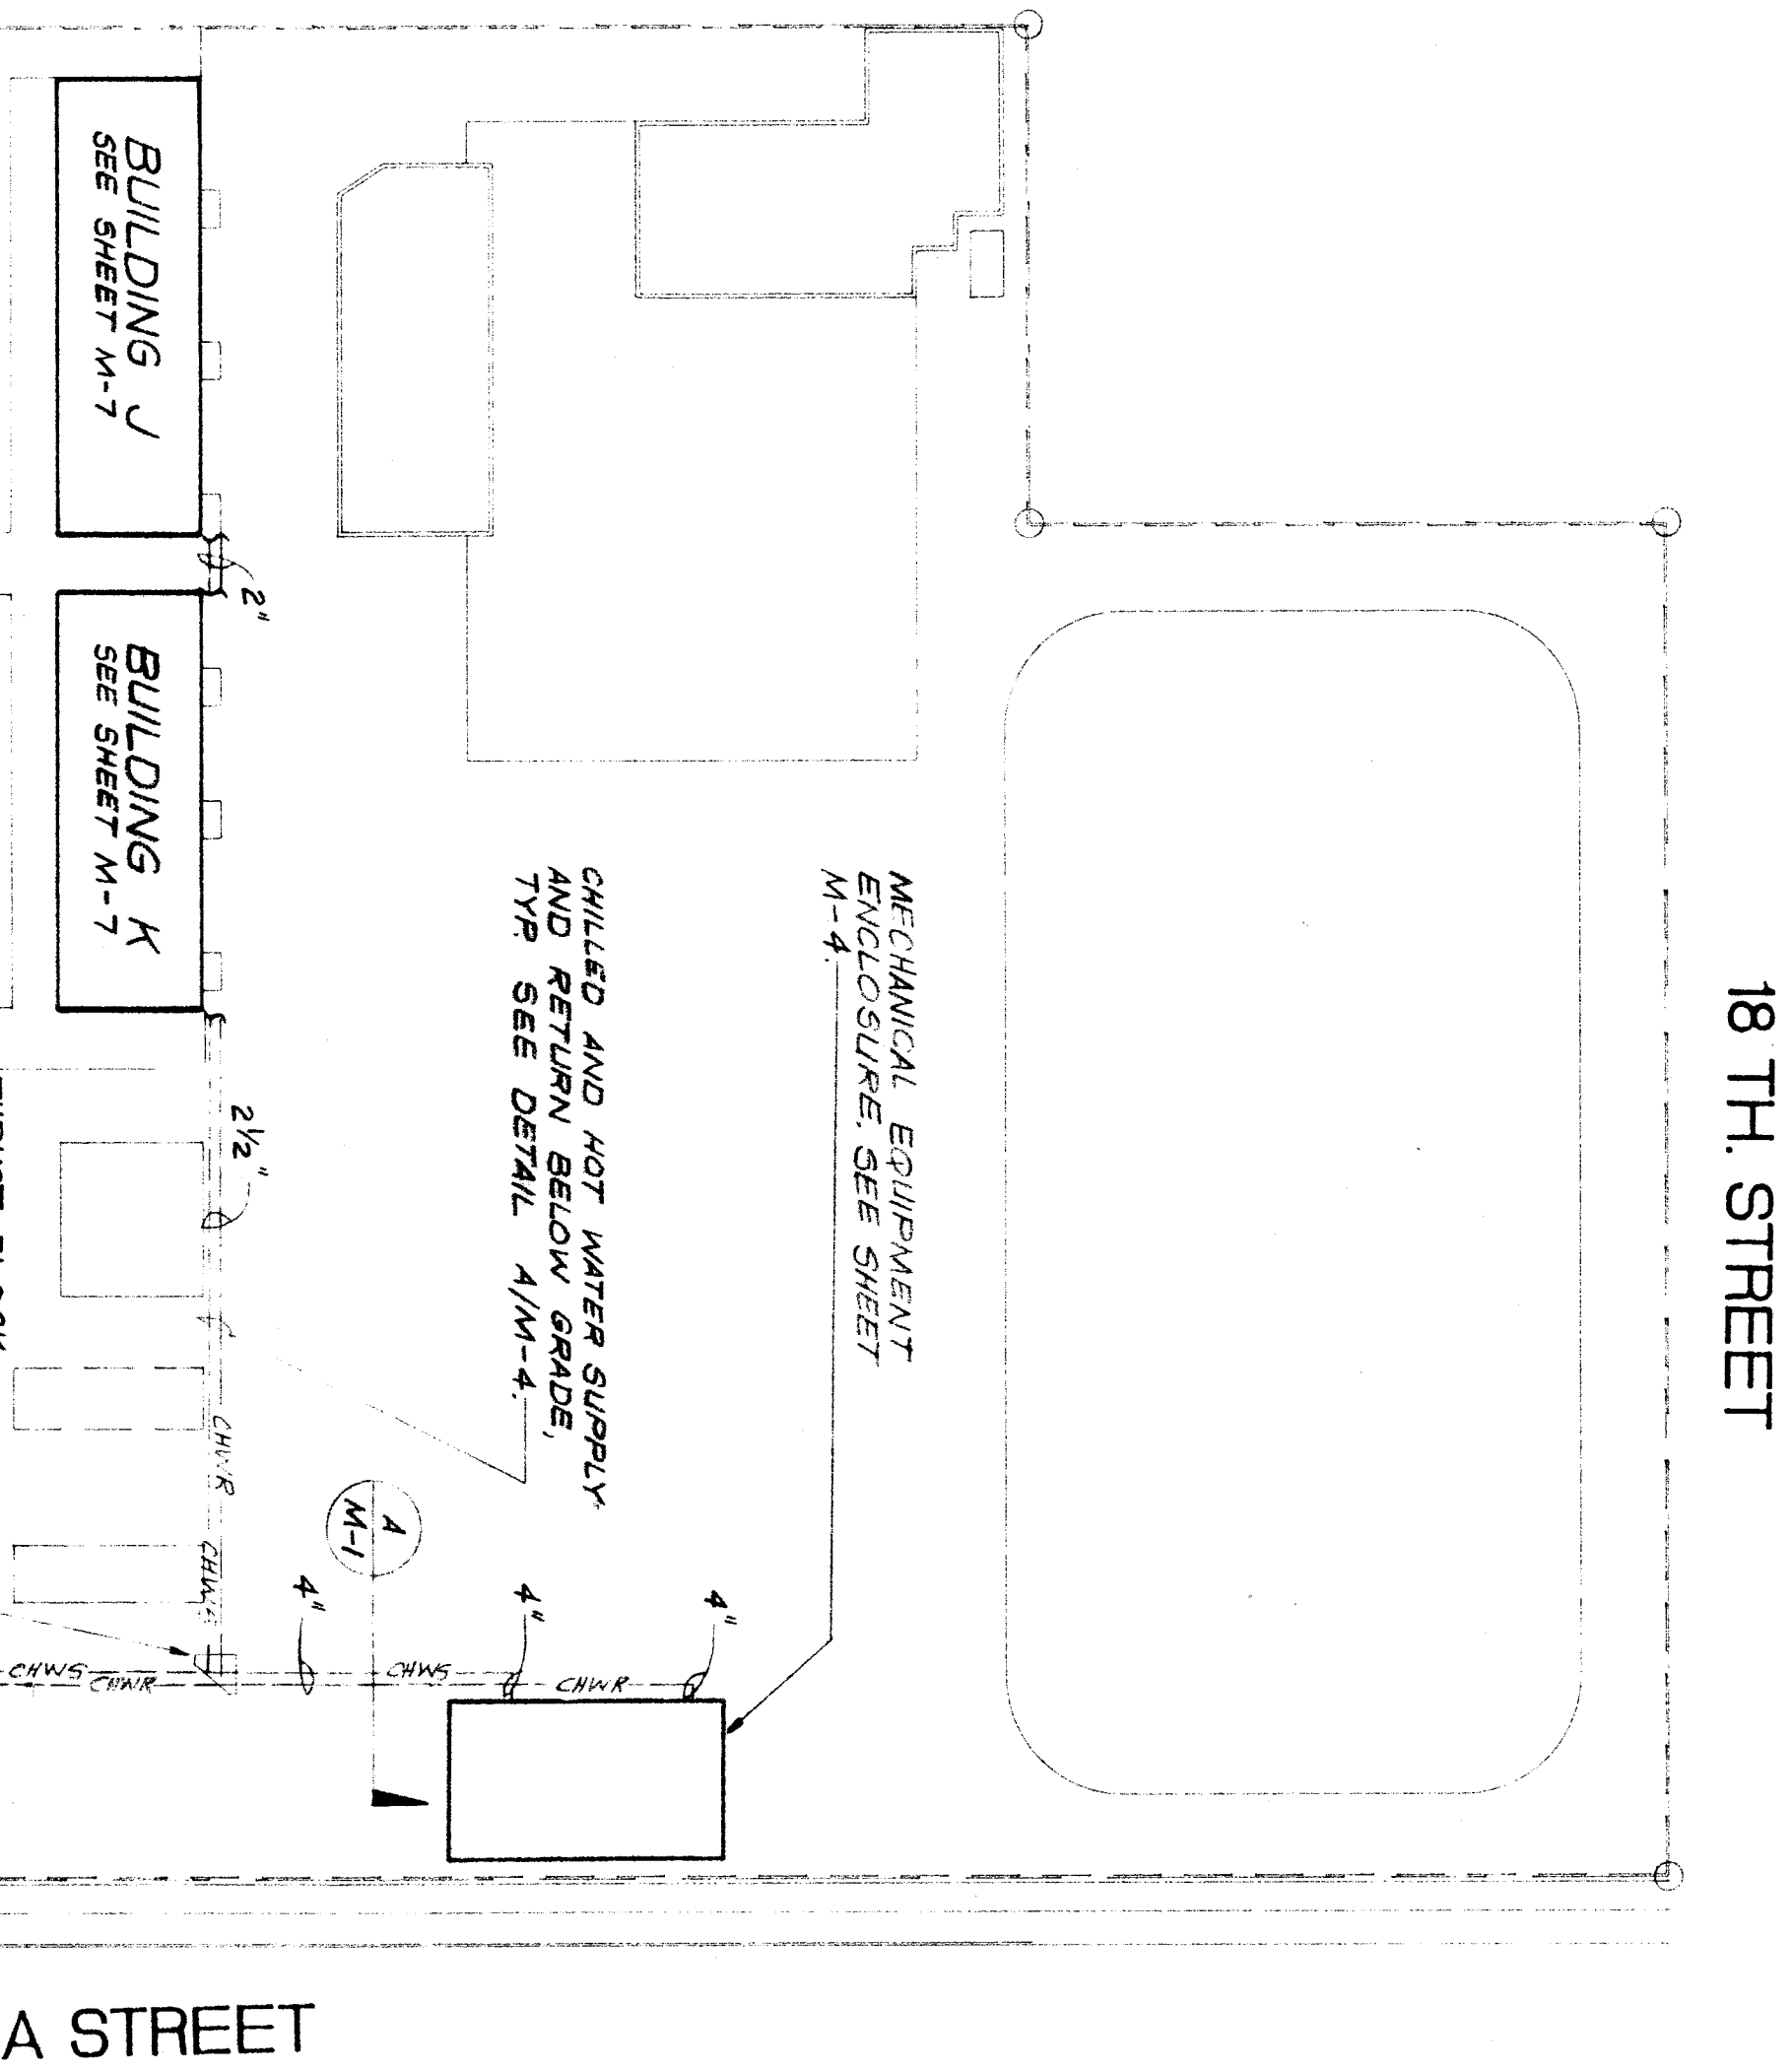 18 TH. STREET
MECHANICAL EQUIPMENT
ENCLOSURE, SEE SHEET
M-4.
CHILLED AND HOT WATER SUPPLY
AND RETURN BELOW GRADE,
TYP. SEE DETAIL A/M-4.
BUILDING J
SEE SHEET M-7
2"
BUILDING K
SEE SHEET M-7
2½"
CHWR
CHWS
A
M-1
4"
4"
4"
CHWS
CHWR
CHWS
CHWR
A STREET